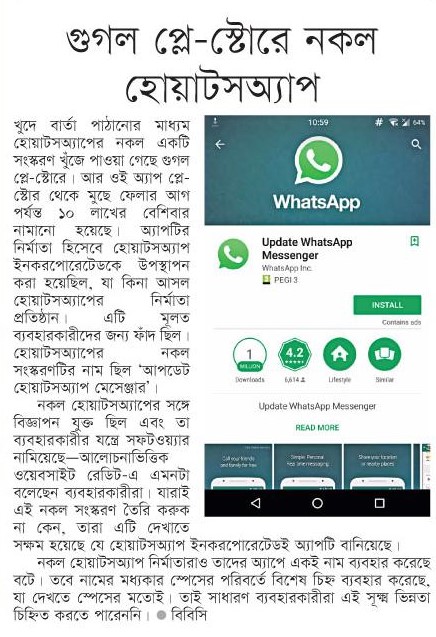 গুগল প্লে-স্টোরে নকল
হোয়াটসঅ্যাপ
খুদে বার্তা পাঠানোর মাধ্যম
হোয়াটসঅ্যাপের নকল একটি
সংস্করণ খুঁজে পাওয়া গেছে গুগল
প্লে-স্টোরে। আর ওই অ্যাপ প্লে-
স্টোর থেকে মুছে ফেলার আগ
পর্যন্ত ১০ লাখের বেশিবার
নামানো হয়েছে। অ্যাপটির
নির্মাতা হিসেবে হোয়াটসঅ্যাপ
ইনকরপোরেটেডকে উপস্থাপন
করা হয়েছিল, যা কিনা আসল
হোয়াটসঅ্যাপের নির্মাতা
প্রতিষ্ঠান। এটি মূলত
ব্যবহারকারীদের জন্য ফাঁদ ছিল।
হোয়াটসঅ্যাপের নকল
সংস্করণটির নাম ছিল ‘আপডেট
হোয়াটসঅ্যাপ মেসেঞ্জার’।
নকল হোয়াটসঅ্যাপের সঙ্গে
বিজ্ঞাপন যুক্ত ছিল এবং তা
ব্যবহারকারীর যন্ত্রে সফটওয়্যার
নামিয়েছে—আলোচনাভিত্তিক
ওয়েবসাইট রেডিট-এ এমনটা
বলেছেন ব্যবহারকারীরা। যারাই
এই নকল সংস্করণ তৈরি করুক
না কেন, তারা এটি দেখাতে
সক্ষম হয়েছে যে হোয়াটসঅ্যাপ ইনকরপোরেটেডই অ্যাপটি বানিয়েছে।
নকল হোয়াটসঅ্যাপ নির্মাতারাও তাদের অ্যাপে একই নাম ব্যবহার করেছে
বটে। তবে নামের মধ্যকার স্পেসের পরিবর্তে বিশেষ চিহ্ন ব্যবহার করেছে,
যা দেখতে স্পেসের মতোই। তাই সাধারণ ব্যবহারকারীরা এই সূক্ষ্ম ভিন্নতা
চিহ্নিত করতে পারেননি। ● বিবিসি
10:59
64%
WhatsApp
Update WhatsApp
Messenger
WhatsApp Inc.
PEGI 3
INSTALL
Contains ads
1
MILLION
4.2
Downloads
6,614
Lifestyle
Similar
Update WhatsApp Messenger
READ MORE
Call your friends
and family for free
Simple. Personal.
Real time messaging.
Share your location